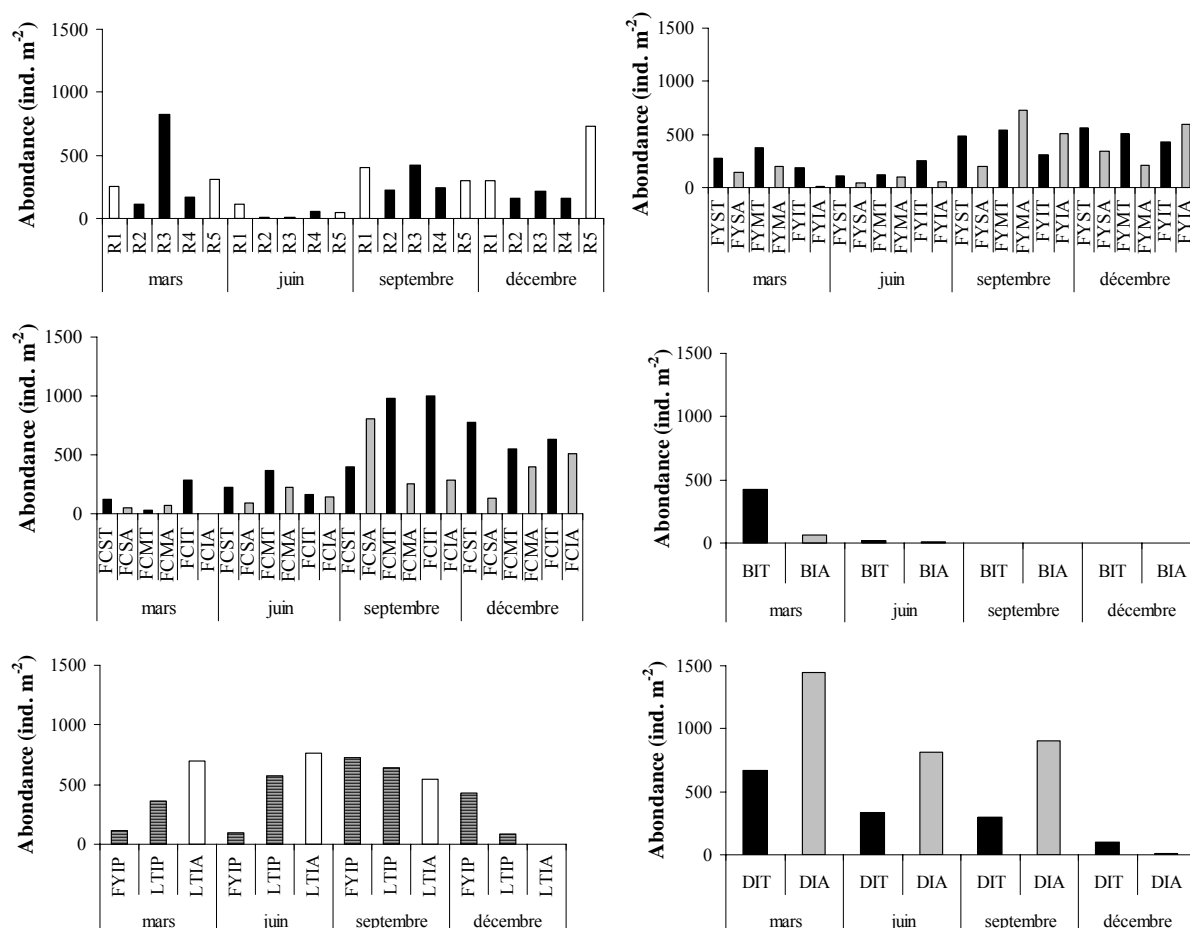 Abondance (ind. m-2)
1500
1000
500
0
R1 R2 R3 R4 R5 R1 R2 R3 R4 R5 R1 R2 R3 R4 R5 R1 R2 R3 R4 R5
mars juin septembre décembre
Abondance (ind. m-2)
1500
1000
500
0
FYST FYSA FYMT FYMA FYIT FYIA FYST FYSA FYMT FYMA FYIT FYIA FYST FYSA FYMT FYMA FYIT FYIA FYST FYSA FYMT FYMA FYIT FYIA
mars juin septembre décembre
Abondance (ind. m-2)
1500
1000
500
0
FCST FCSA FCMT FCMA FCIT FCIA FCST FCSA FCMT FCMA FCIT FCIA FCST FCSA FCMT FCMA FCIT FCIA FCST FCSA FCMT FCMA FCIT FCIA
mars juin septembre décembre
Abondance (ind. m-2)
1500
1000
500
0
BIT BIA BIT BIA BIT BIA BIT BIA
mars juin septembre décembre
Abondance (ind. m-2)
1500
1000
500
0
FYIP LTIP LTIA FYIP LTIP LTIA FYIP LTIP LTIA FYIP LTIP LTIA
mars juin septembre décembre
Abondance (ind. m-2)
1500
1000
500
0
DIT DIA DIT DIA DIT DIA DIT DIA
mars juin septembre décembre